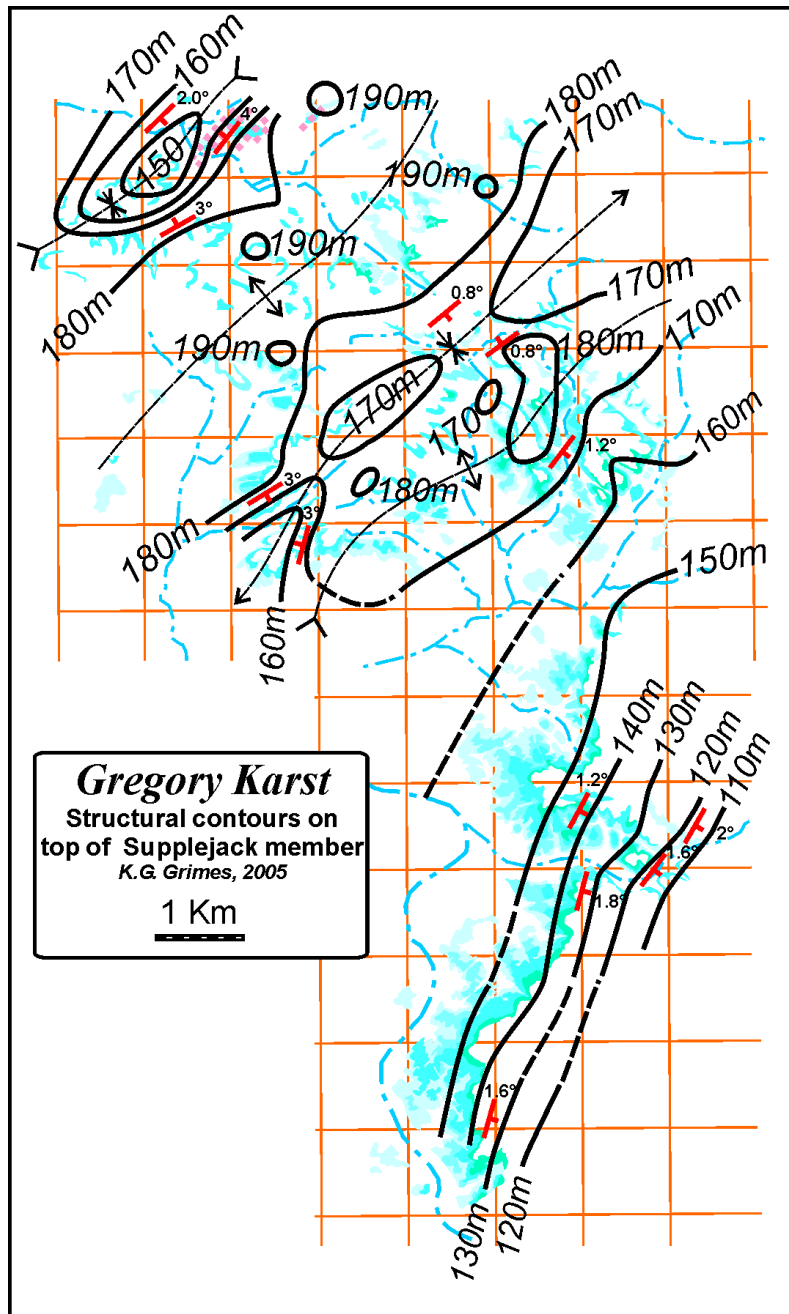 170m
160m
2.0°
4°
150
3°
190m
180m
170m
190m
190m
180m
190m
0.8°
170m
0.8°
180m
170m
170m
170
1.2°
160m
180m
3°
3°
180m
160m
150m
140m
130m
120m
110m
1.2°
2°
1.6°
1.8°
Gregory Karst
Structural contours on
top of Supplejack member
K.G. Grimes, 2005
1 Km
1.6°
130m
120m